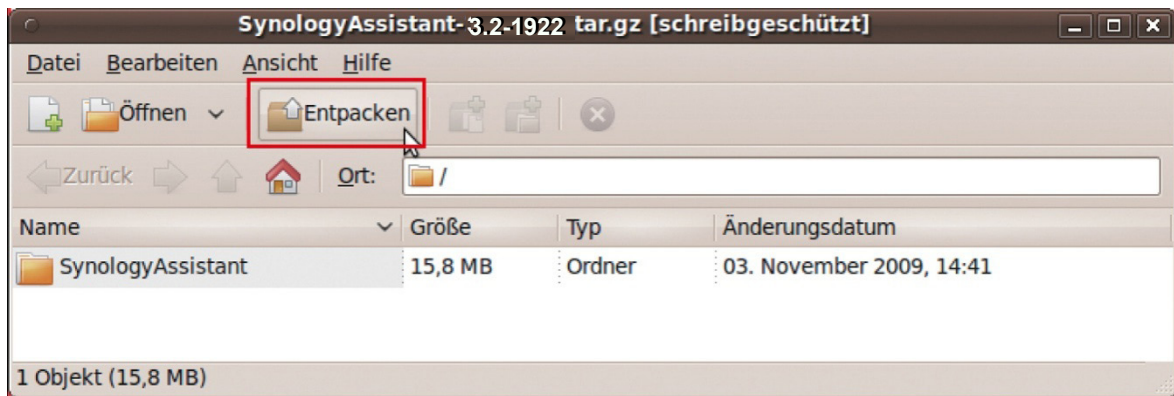 SynologyAssistant-3.2-1922 tar.gz [schreibgeschützt]
Datei Bearbeiten Ansicht Hilfe
Öffnen Entpacken
Zurück Ort: /
Name Größe Typ Änderungsdatum
SynologyAssistant 15,8 MB Ordner 03. November 2009, 14:41
1 Objekt (15,8 MB)